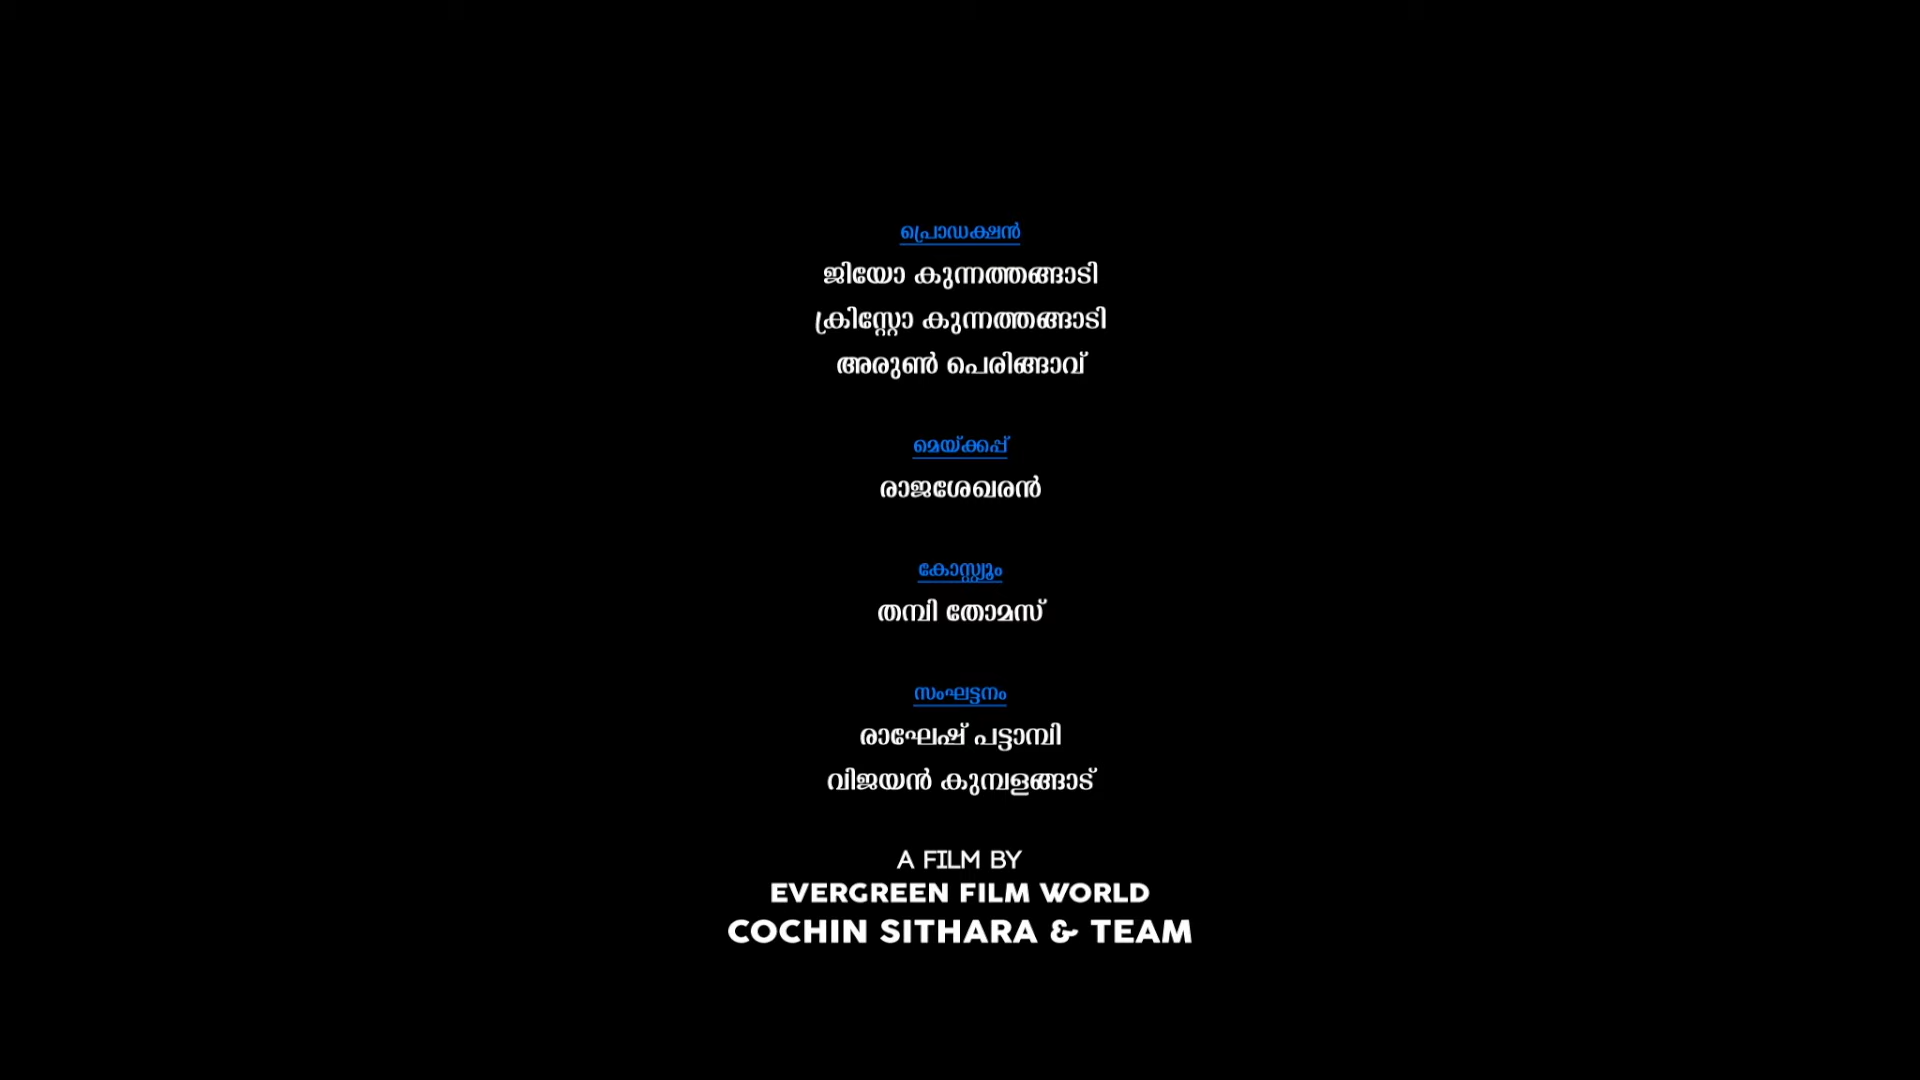 പ്രൊഡക്ഷൻ
ജിയോ കുന്നത്തങ്ങാടി
ക്രിസ്റ്റോ കുന്നത്തങ്ങാടി
അരുൺ പെരിങ്ങാവ്
മെയ്ക്കപ്പ്
രാജശേഖരൻ
കോസ്റ്റ്യൂം
തമ്പി തോമസ്
സംഘട്ടനം
രാഘേഷ് പട്ടാമ്പി
വിജയൻ കുമ്പളങ്ങാട്
A FILM BY
EVERGREEN FILM WORLD
COCHIN SITHARA & TEAM